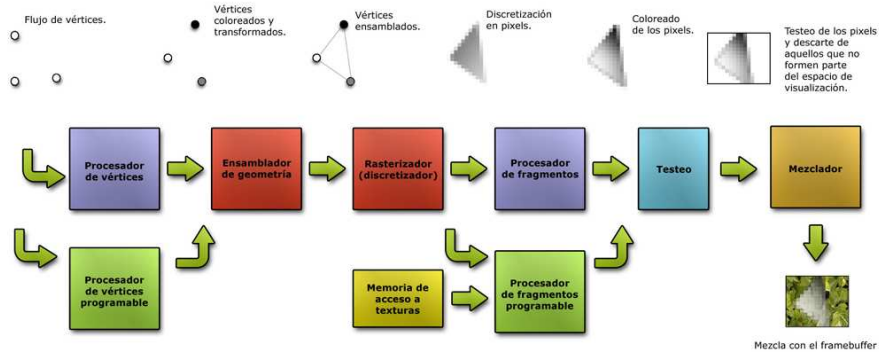 Flujo de vértices.
Vértices
coloreados y
transformados.
Vértices
ensamblados.
Discretización
en pixels.
Coloreado
de los pixels.
Testeo de los pixels
y descarte de
aquellos que no
formen parte
del espacio de
visualización.
Procesador
de vértices
Ensamblador
de geometría
Rasterizador
(discretizador)
Procesador
de fragmentos
Testeo
Mezclador
Procesador
de vértices
programable
Memoria de
acceso a
texturas
Procesador
de fragmentos
programable
Mezcla con el framebuffer